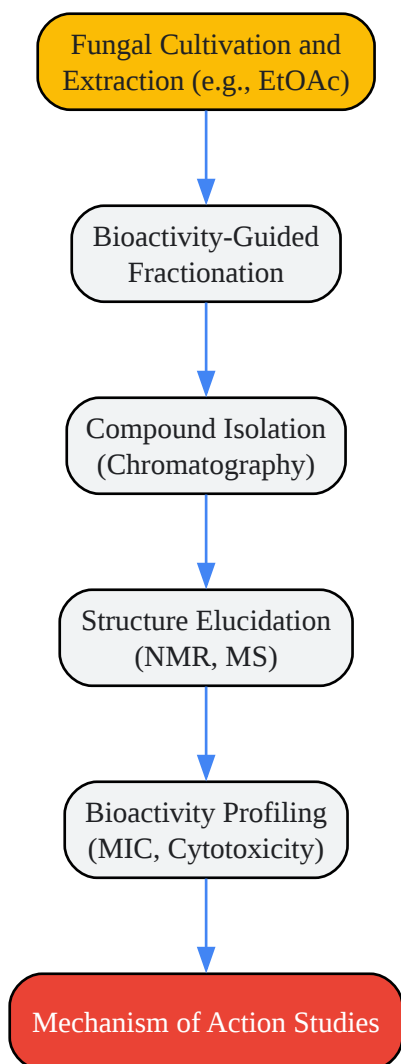 Fungal Cultivation and
Extraction (e.g., EtOAc)
Bioactivity-Guided
Fractionation
Compound Isolation
(Chromatography)
Structure Elucidation
(NMR, MS)
Bioactivity Profiling
(MIC, Cytotoxicity)
Mechanism of Action Studies